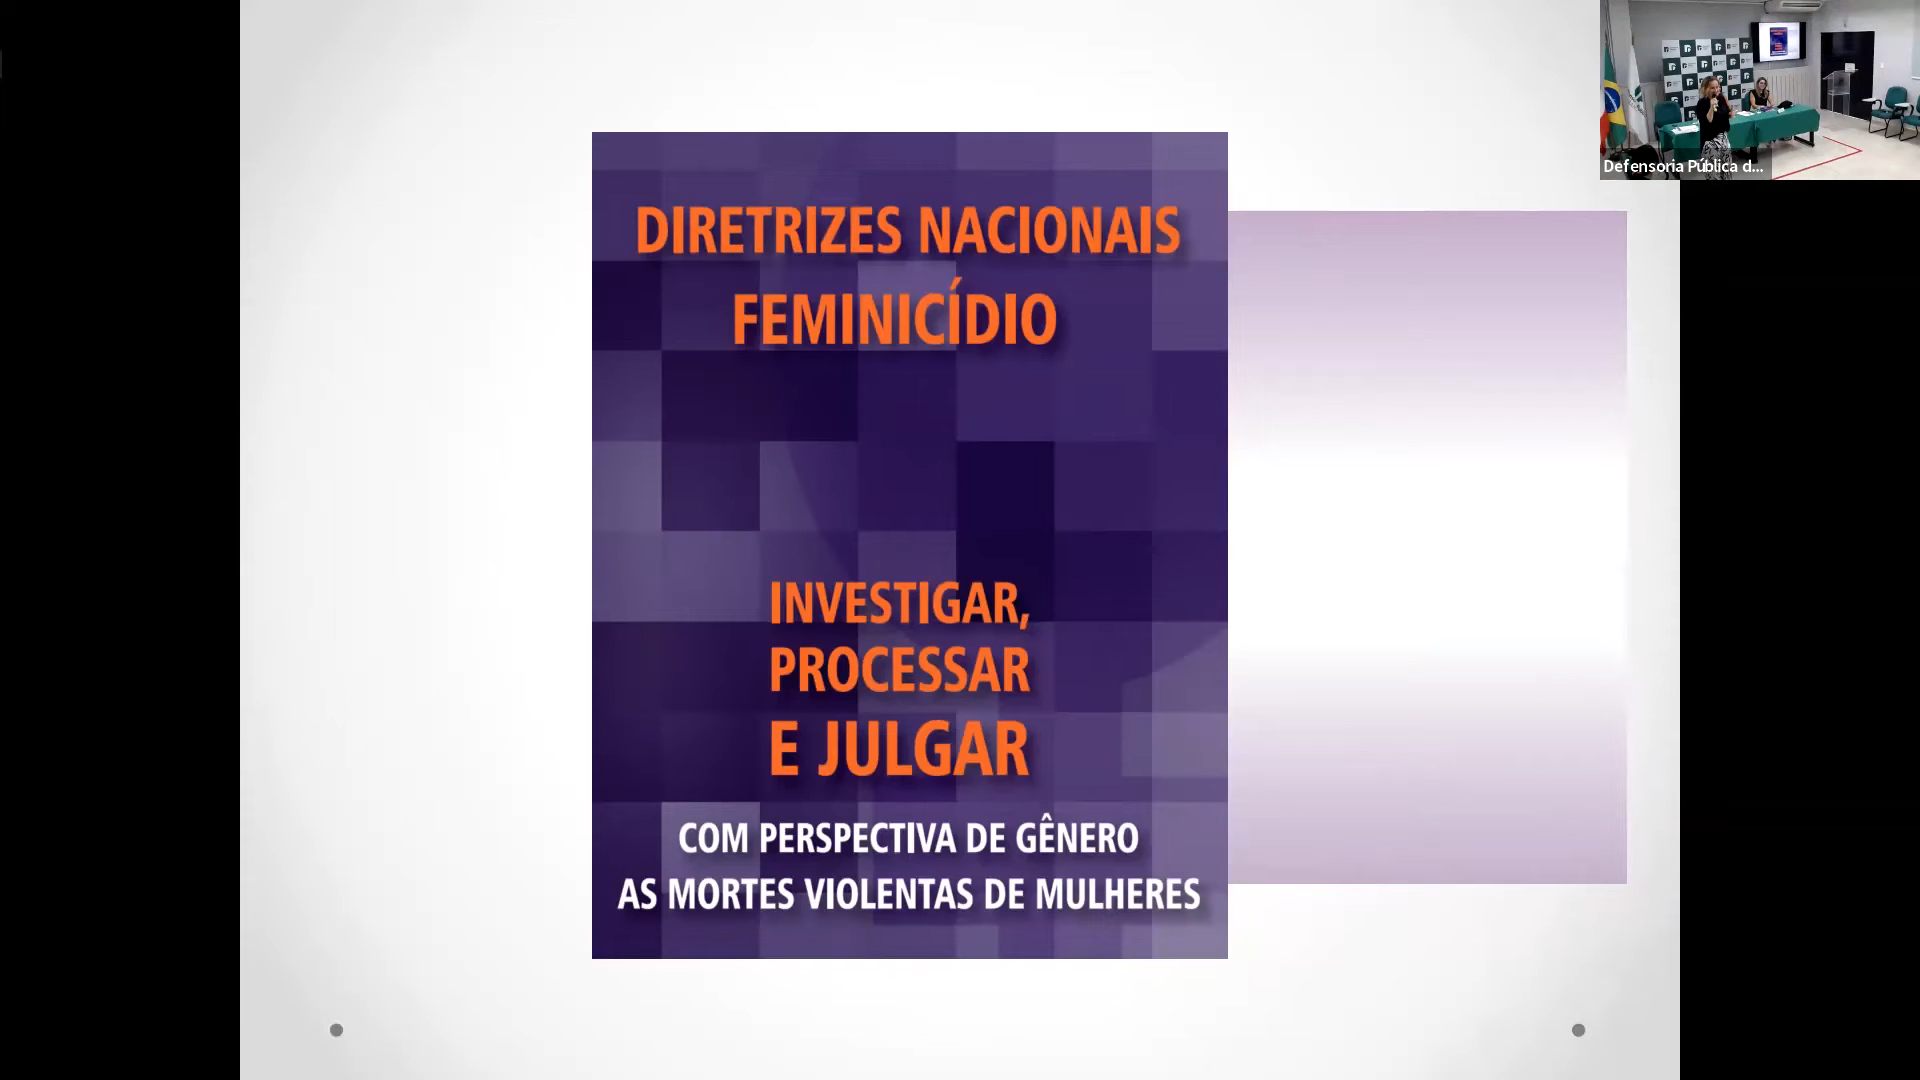 DIRETRIZES NACIONAIS
FEMINICÍDIO
INVESTIGAR,
PROCESSAR
E JULGAR
COM PERSPECTIVA DE GÊNERO
AS MORTES VIOLENTAS DE MULHERES
Defensoria Pública d...